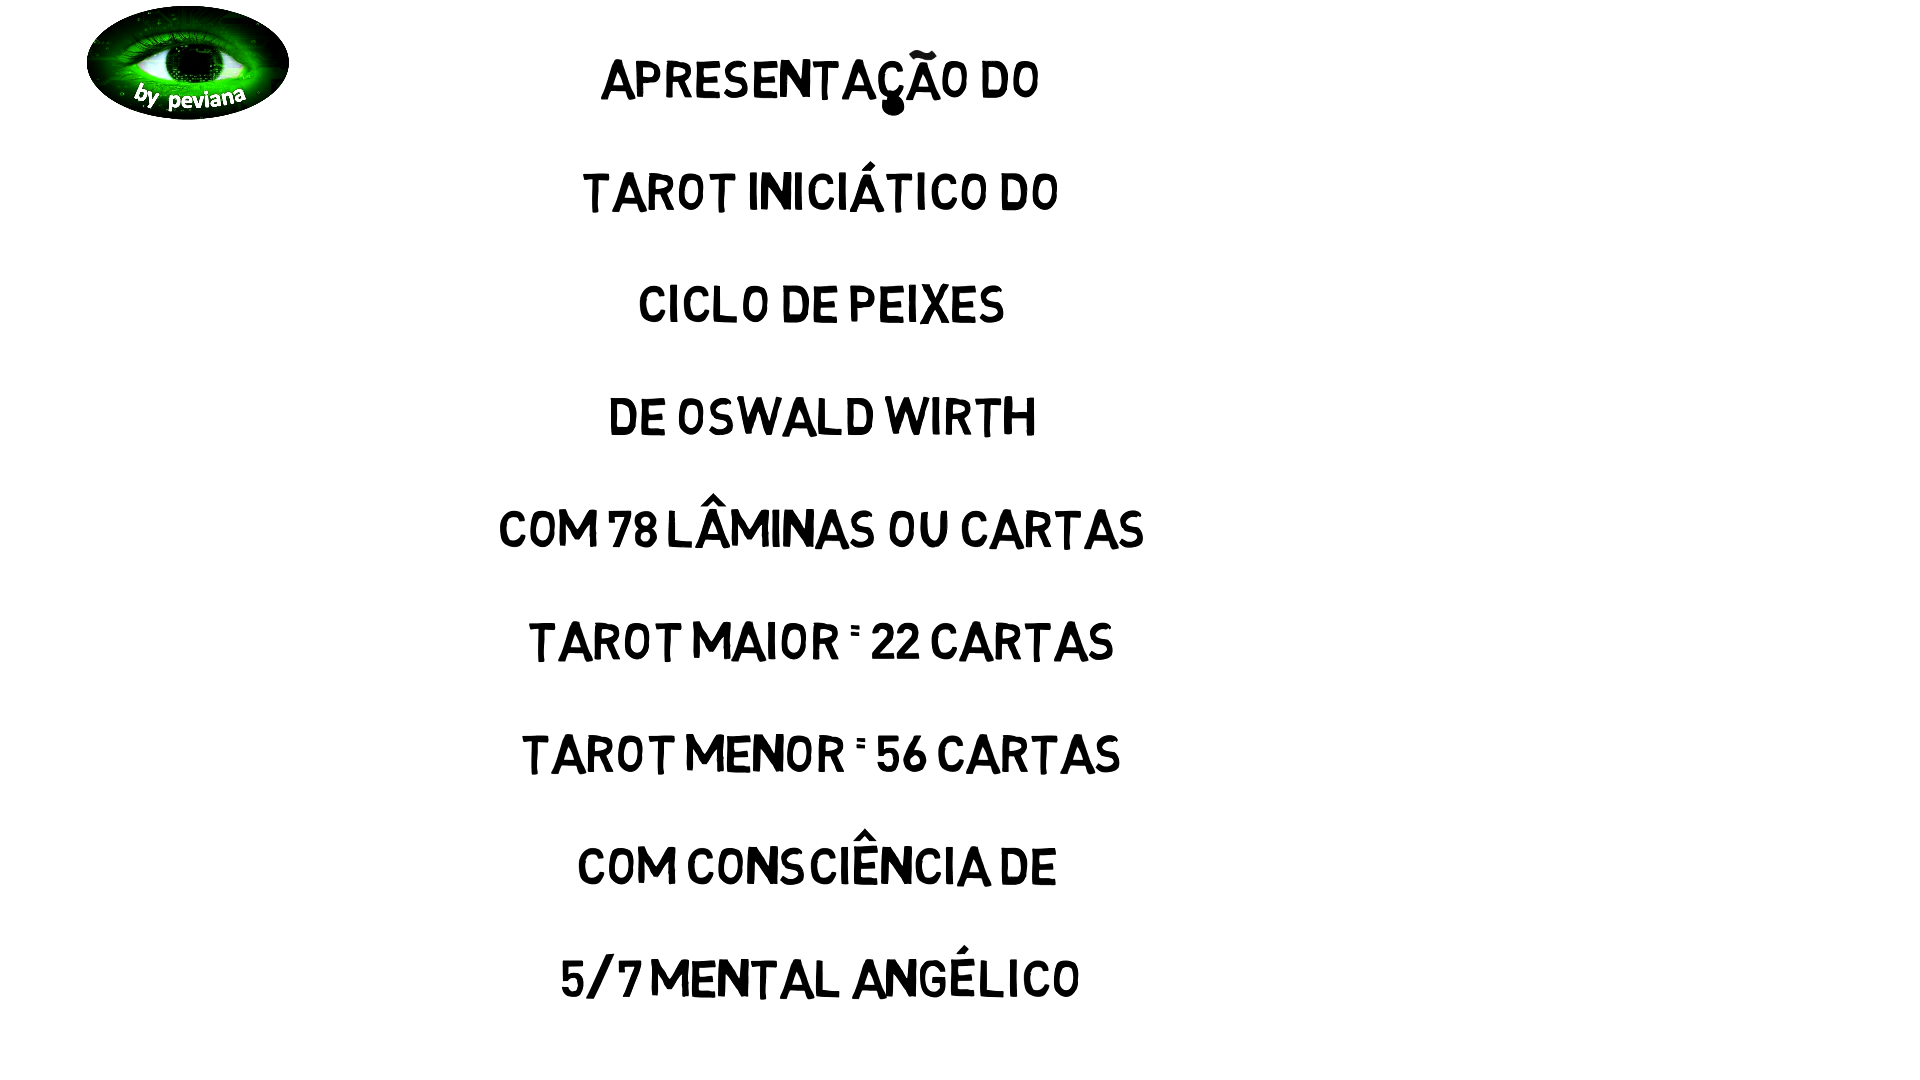 by peviana
APRESENTAÇÃO DO
TAROT INICIÁTICO DO
CICLO DE PEIXES
DE OSWALD WIRTH
COM 78 LÂMINAS OU CARTAS
TAROT MAIOR = 22 CARTAS
TAROT MENOR = 56 CARTAS
COM CONSCIÊNCIA DE
5/7 MENTAL ANGÉLICO